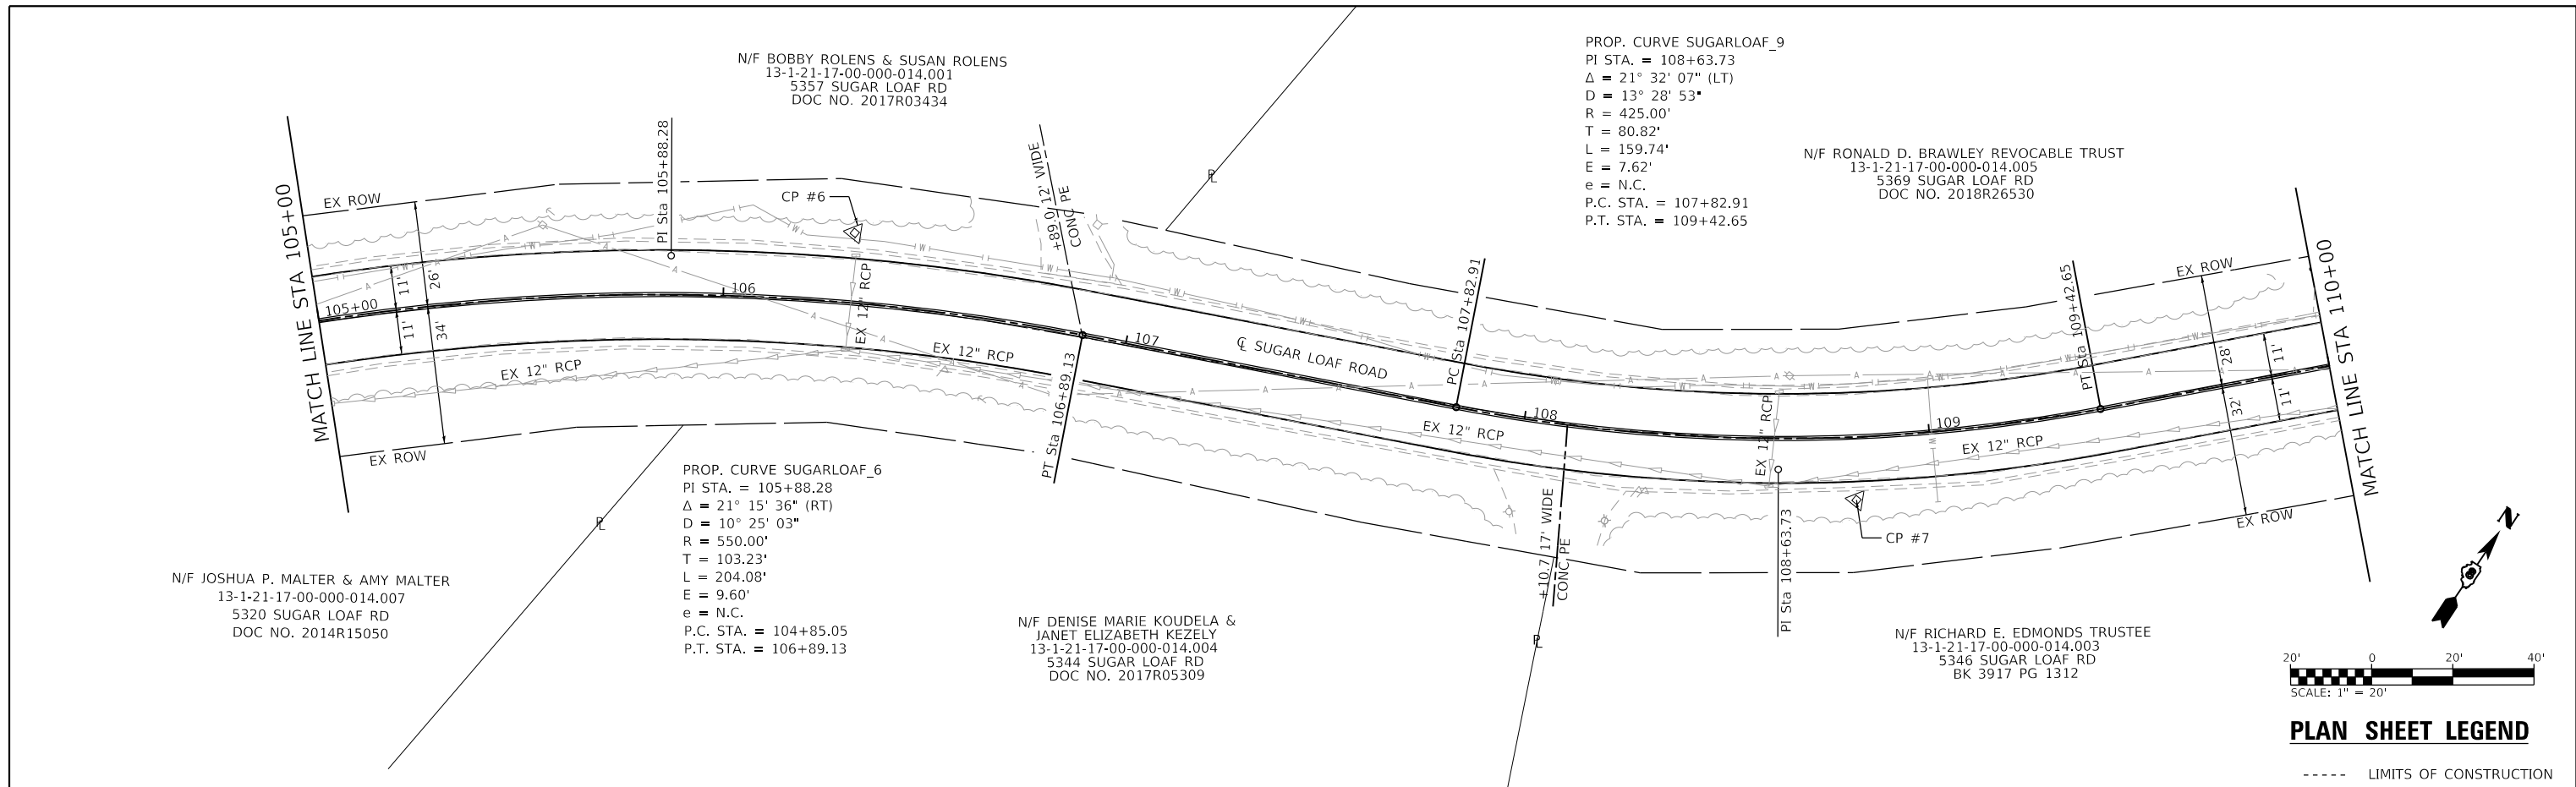 N/F BOBBY ROLENS & SUSAN ROLENS
13-1-21-17-00-000-014.001
5357 SUGAR LOAF RD
DOC NO. 2017R03434
PROP. CURVE SUGARLOAF_9
PI STA. = 108+63.73
Δ = 21° 32' 07" (LT)
D = 13° 28' 53"
R = 425.00'
T = 80.82'
L = 159.74'
E = 7.62'
e = N.C.
P.C. STA. = 107+82.91
P.T. STA. = 109+42.65
N/F RONALD D. BRAWLEY REVOCABLE TRUST
13-1-21-17-00-000-014.005
5369 SUGAR LOAF RD
DOC NO. 2018R26530
MATCH LINE STA 105+00
EX ROW
PI Sta 105+88.28
CP #6
+89.0 12' WIDE
CONC PE
PL
EX ROW
MATCH LINE STA 110+00
11'
26'
105+00
11'
34'
106
EX 12" RCP
EX 12" RCP
107
℄ SUGAR LOAF ROAD
PC Sta 107+82.91
PT Sta 109+42.65
28'
11'
32'
11'
EX 12" RCP
EX ROW
PT Sta 106+89.13
108
EX 12" RCP
EX 12" RCP
109
EX 12" RCP
EX ROW
PROP. CURVE SUGARLOAF_6
PI STA. = 105+88.28
Δ = 21° 15' 36" (RT)
D = 10° 25' 03"
R = 550.00'
T = 103.23'
L = 204.08'
E = 9.60'
e = N.C.
P.C. STA. = 104+85.05
P.T. STA. = 106+89.13
PL
+10.7 17' WIDE
CONC PE
PI Sta 108+63.73
CP #7
N
N/F JOSHUA P. MALTER & AMY MALTER
13-1-21-17-00-000-014.007
5320 SUGAR LOAF RD
DOC NO. 2014R15050
N/F DENISE MARIE KOUDELA &
JANET ELIZABETH KEZELY
13-1-21-17-00-000-014.004
5344 SUGAR LOAF RD
DOC NO. 2017R05309
PL
N/F RICHARD E. EDMONDS TRUSTEE
13-1-21-17-00-000-014.003
5346 SUGAR LOAF RD
BK 3917 PG 1312
20' 0 20' 40'
SCALE: 1" = 20'
PLAN SHEET LEGEND
LIMITS OF CONSTRUCTION